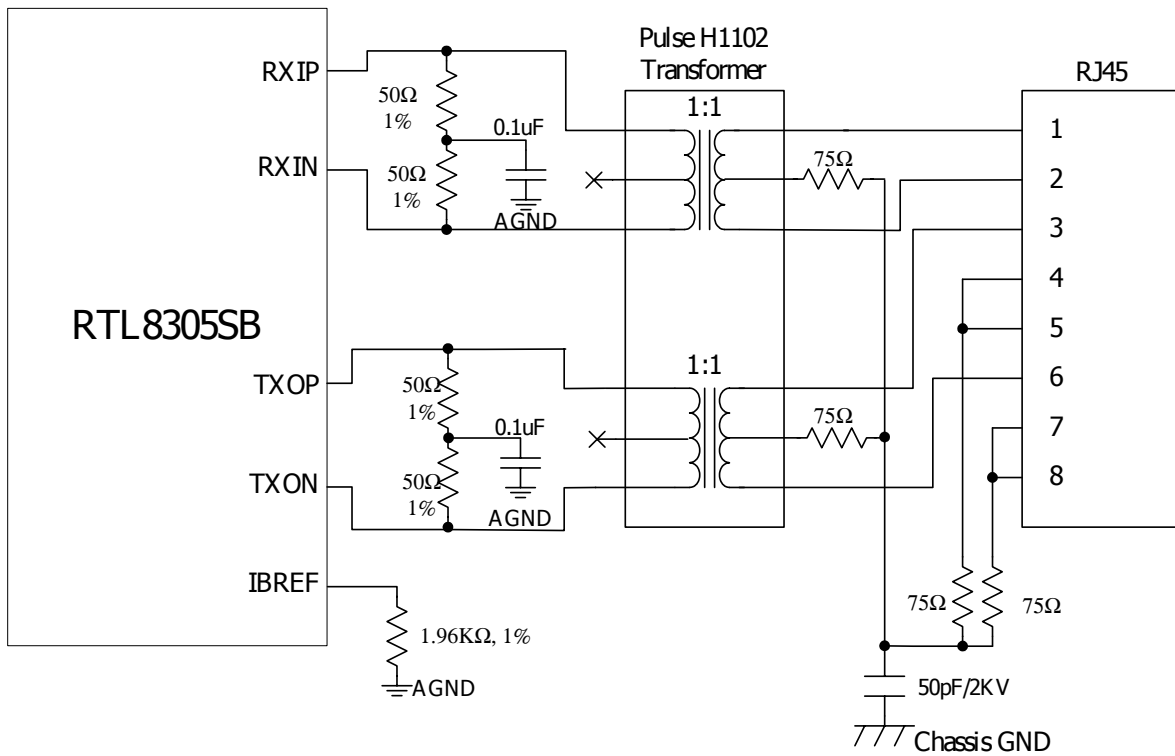 Pulse H1102
Transformer
RJ45
RXIP
50Ω
1%
0.1uF
1:1
1
75Ω
RXIN
50Ω
1%
2
AGND
3
4
RTL8305SB
5
1:1
6
TXOP
50Ω
1%
0.1uF
75Ω
7
TXON
50Ω
1%
8
AGND
IBREF
75Ω
75Ω
1.96KΩ, 1%
AGND
50pF/2KV
Chassis GND